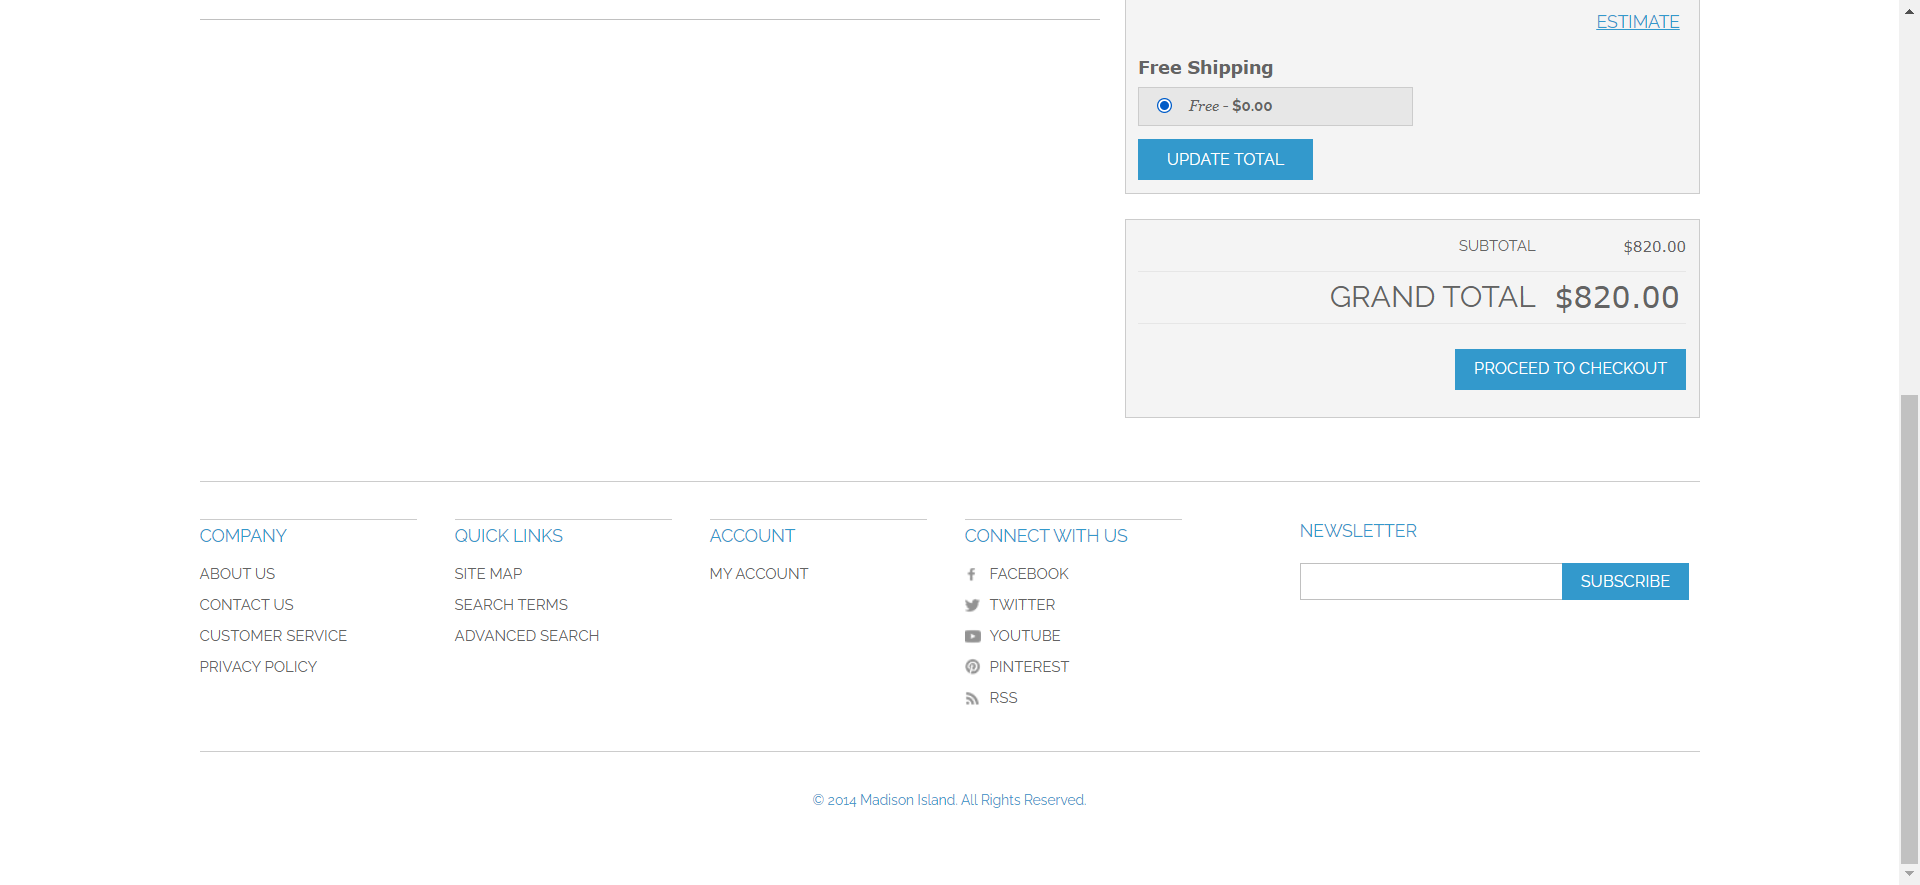 ESTIMATE
Free Shipping
Free - $0.00
UPDATE TOTAL
SUBTOTAL $820.00
GRAND TOTAL $820.00
PROCEED TO CHECKOUT
COMPANY
ABOUT US
CONTACT US
CUSTOMER SERVICE
PRIVACY POLICY
QUICK LINKS
SITE MAP
SEARCH TERMS
ADVANCED SEARCH
ACCOUNT
MY ACCOUNT
CONNECT WITH US
FACEBOOK
TWITTER
YOUTUBE
PINTEREST
RSS
NEWSLETTER
SUBSCRIBE
© 2014 Madison Island. All Rights Reserved.